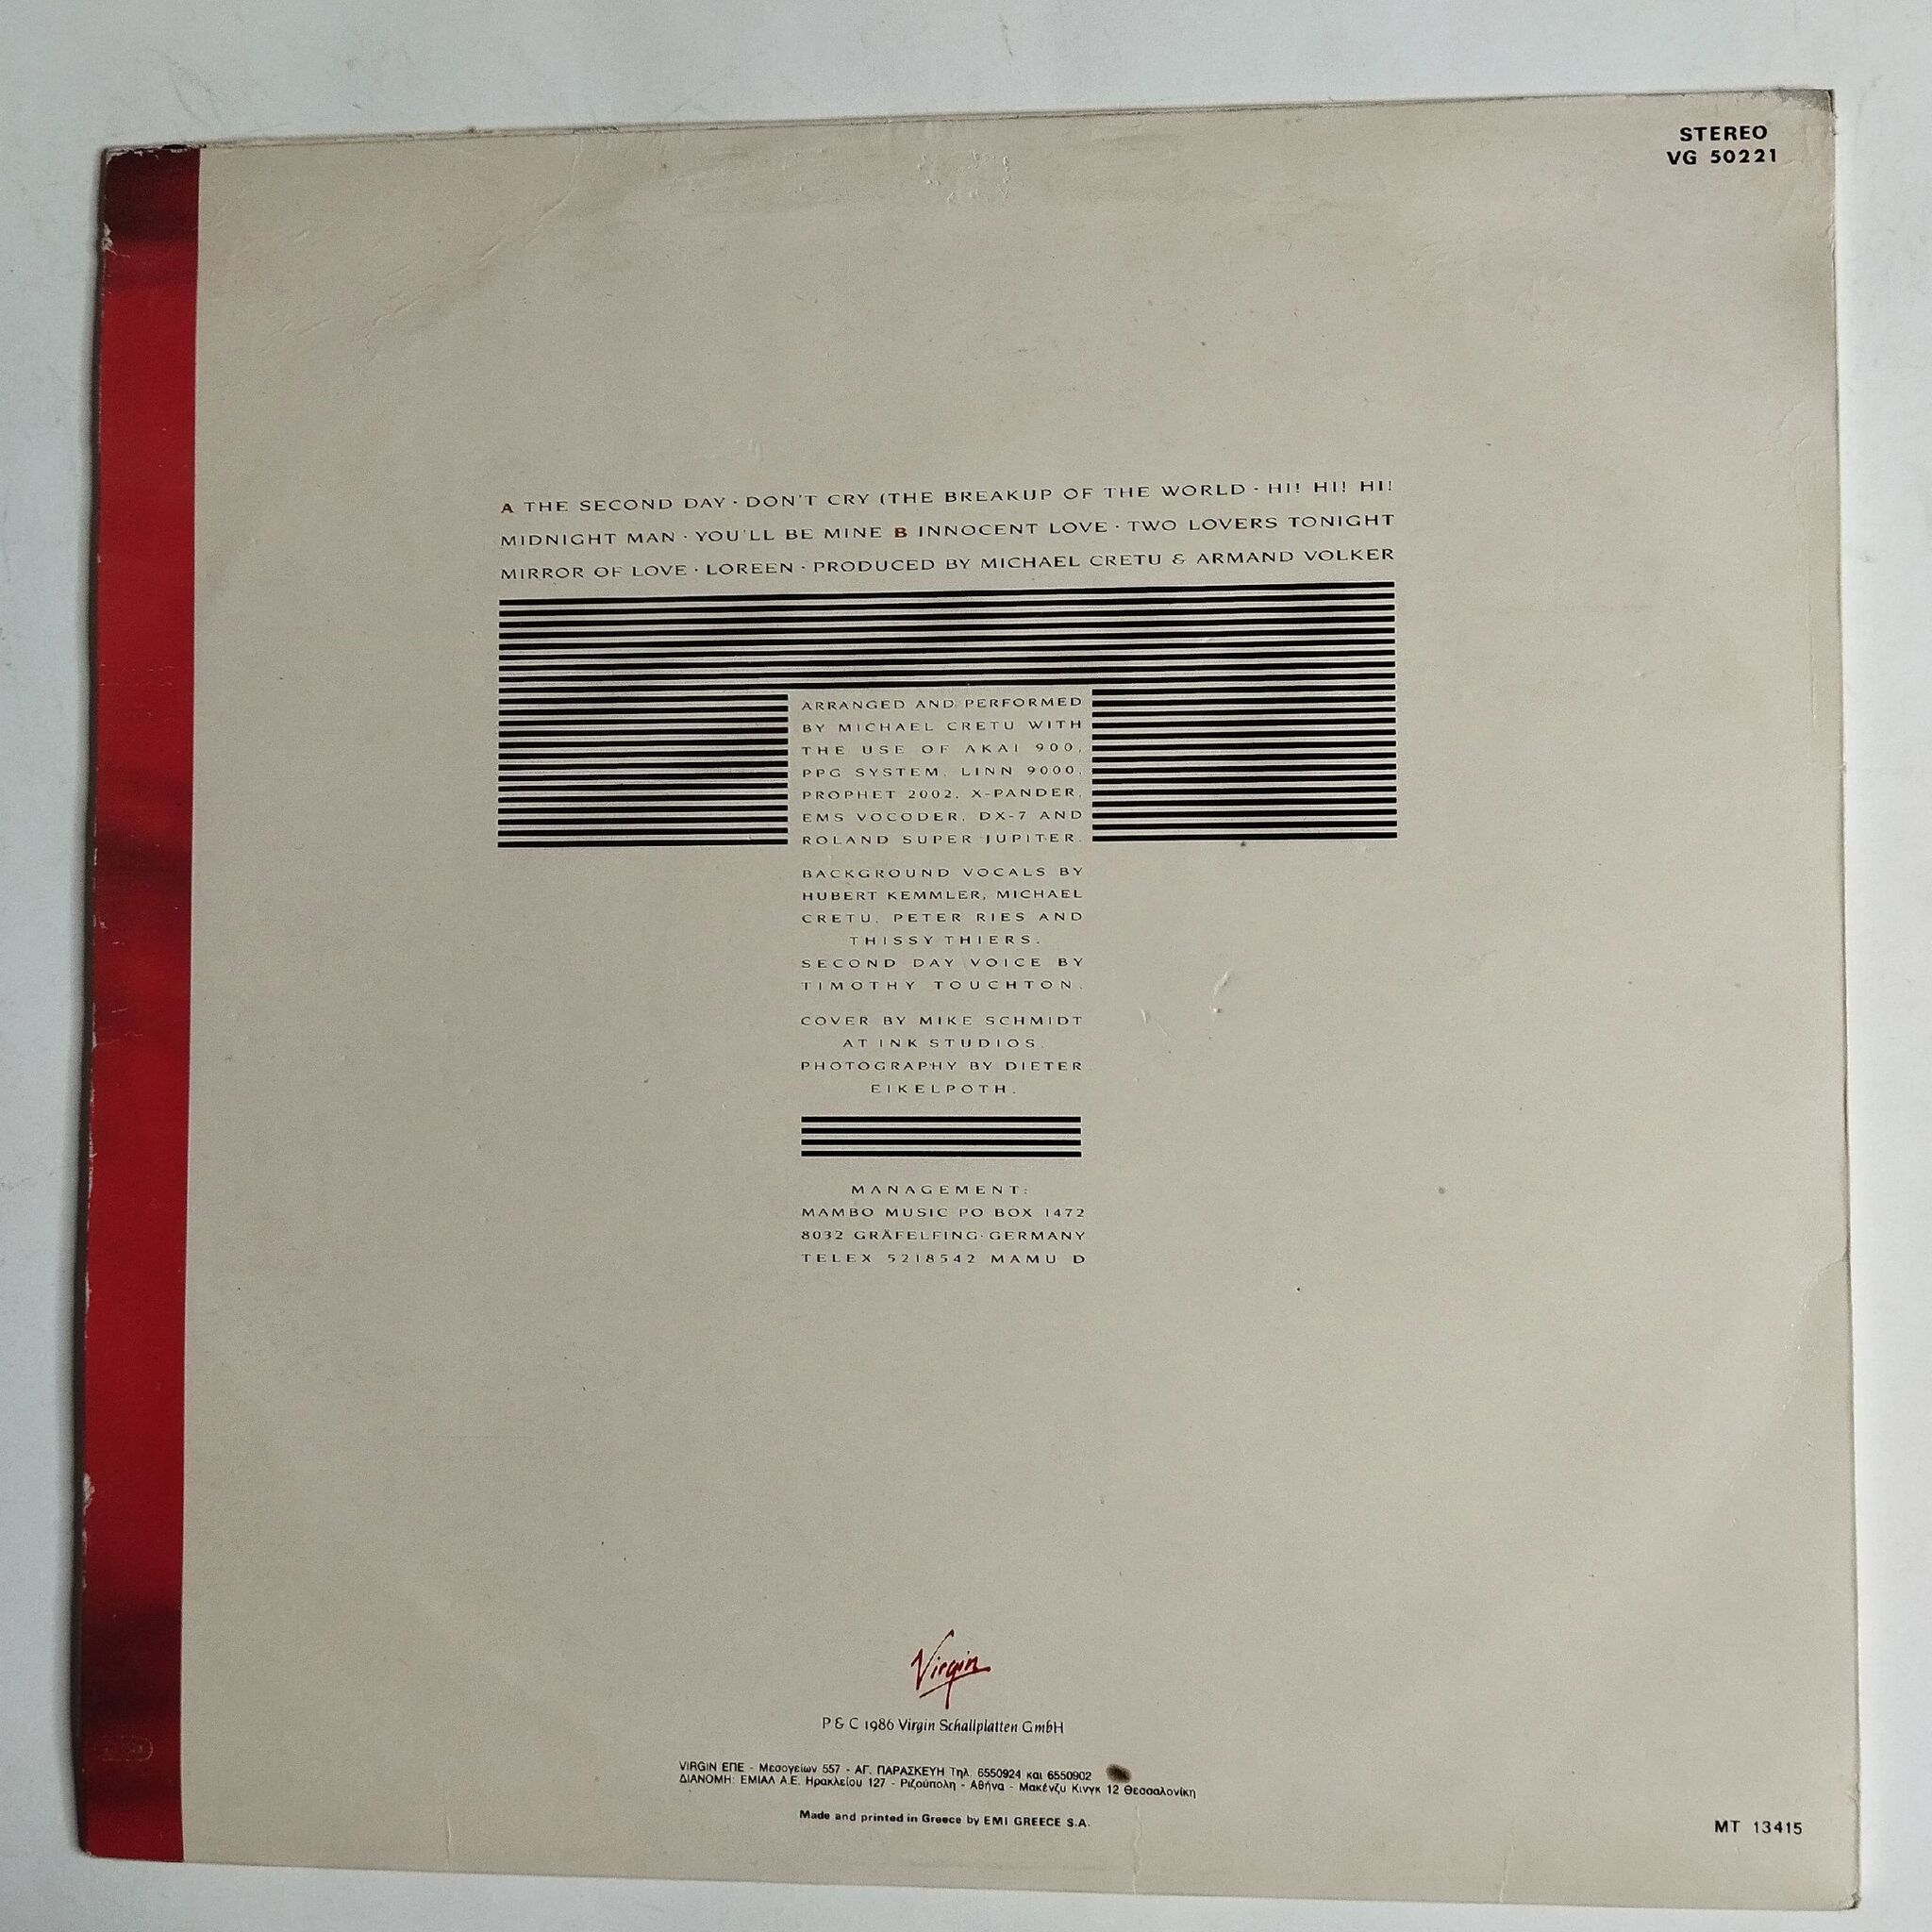 STEREO
VG 50221
A THE SECOND DAY · DON'T CRY (THE BREAKUP OF THE WORLD · HI! HI! HI!
MIDNIGHT MAN · YOU'LL BE MINE B INNOCENT LOVE · TWO LOVERS TONIGHT
MIRROR OF LOVE · LOREEN · PRODUCED BY MICHAEL CRETU & ARMAND VOLKER
ARRANGED AND PERFORMED
BY MICHAEL CRETU WITH
THE USE OF AKAI 900,
PPG SYSTEM, LINN 9000,
PROPHET 2002, X-PANDER,
EMS VOCODER, DX-7 AND
ROLAND SUPER JUPITER.
BACKGROUND VOCALS BY
HUBERT KEMMLER, MICHAEL
CRETU, PETER RIES AND
THISSY THIERS.
SECOND DAY VOICE BY
TIMOTHY TOUCHTON.
COVER BY MIKE SCHMIDT
AT INK STUDIOS.
PHOTOGRAPHY BY DIETER
EIKELPOTH.
MANAGEMENT:
MAMBO MUSIC PO BOX 1472
8032 GRÄFELFING·GERMANY
TELEX 5218542 MAMU D
Virgin
P & C 1986 Virgin Schallplatten GmbH
VIRGIN ΕΠΕ - Μεσογείων 557 - ΑΓ. ΠΑΡΑΣΚΕΥΗ Τηλ. 6550924 και 6550902
ΔΙΑΝΟΜΗ: ΕΜΙΑΛ Α.Ε. Ηρακλείου 127 - Ριζούπολη - Αθήνα - Μακένζυ Κινγκ 12 Θεσσαλονίκη
Made and printed in Greece by EMI GREECE S.A.
MT 13415